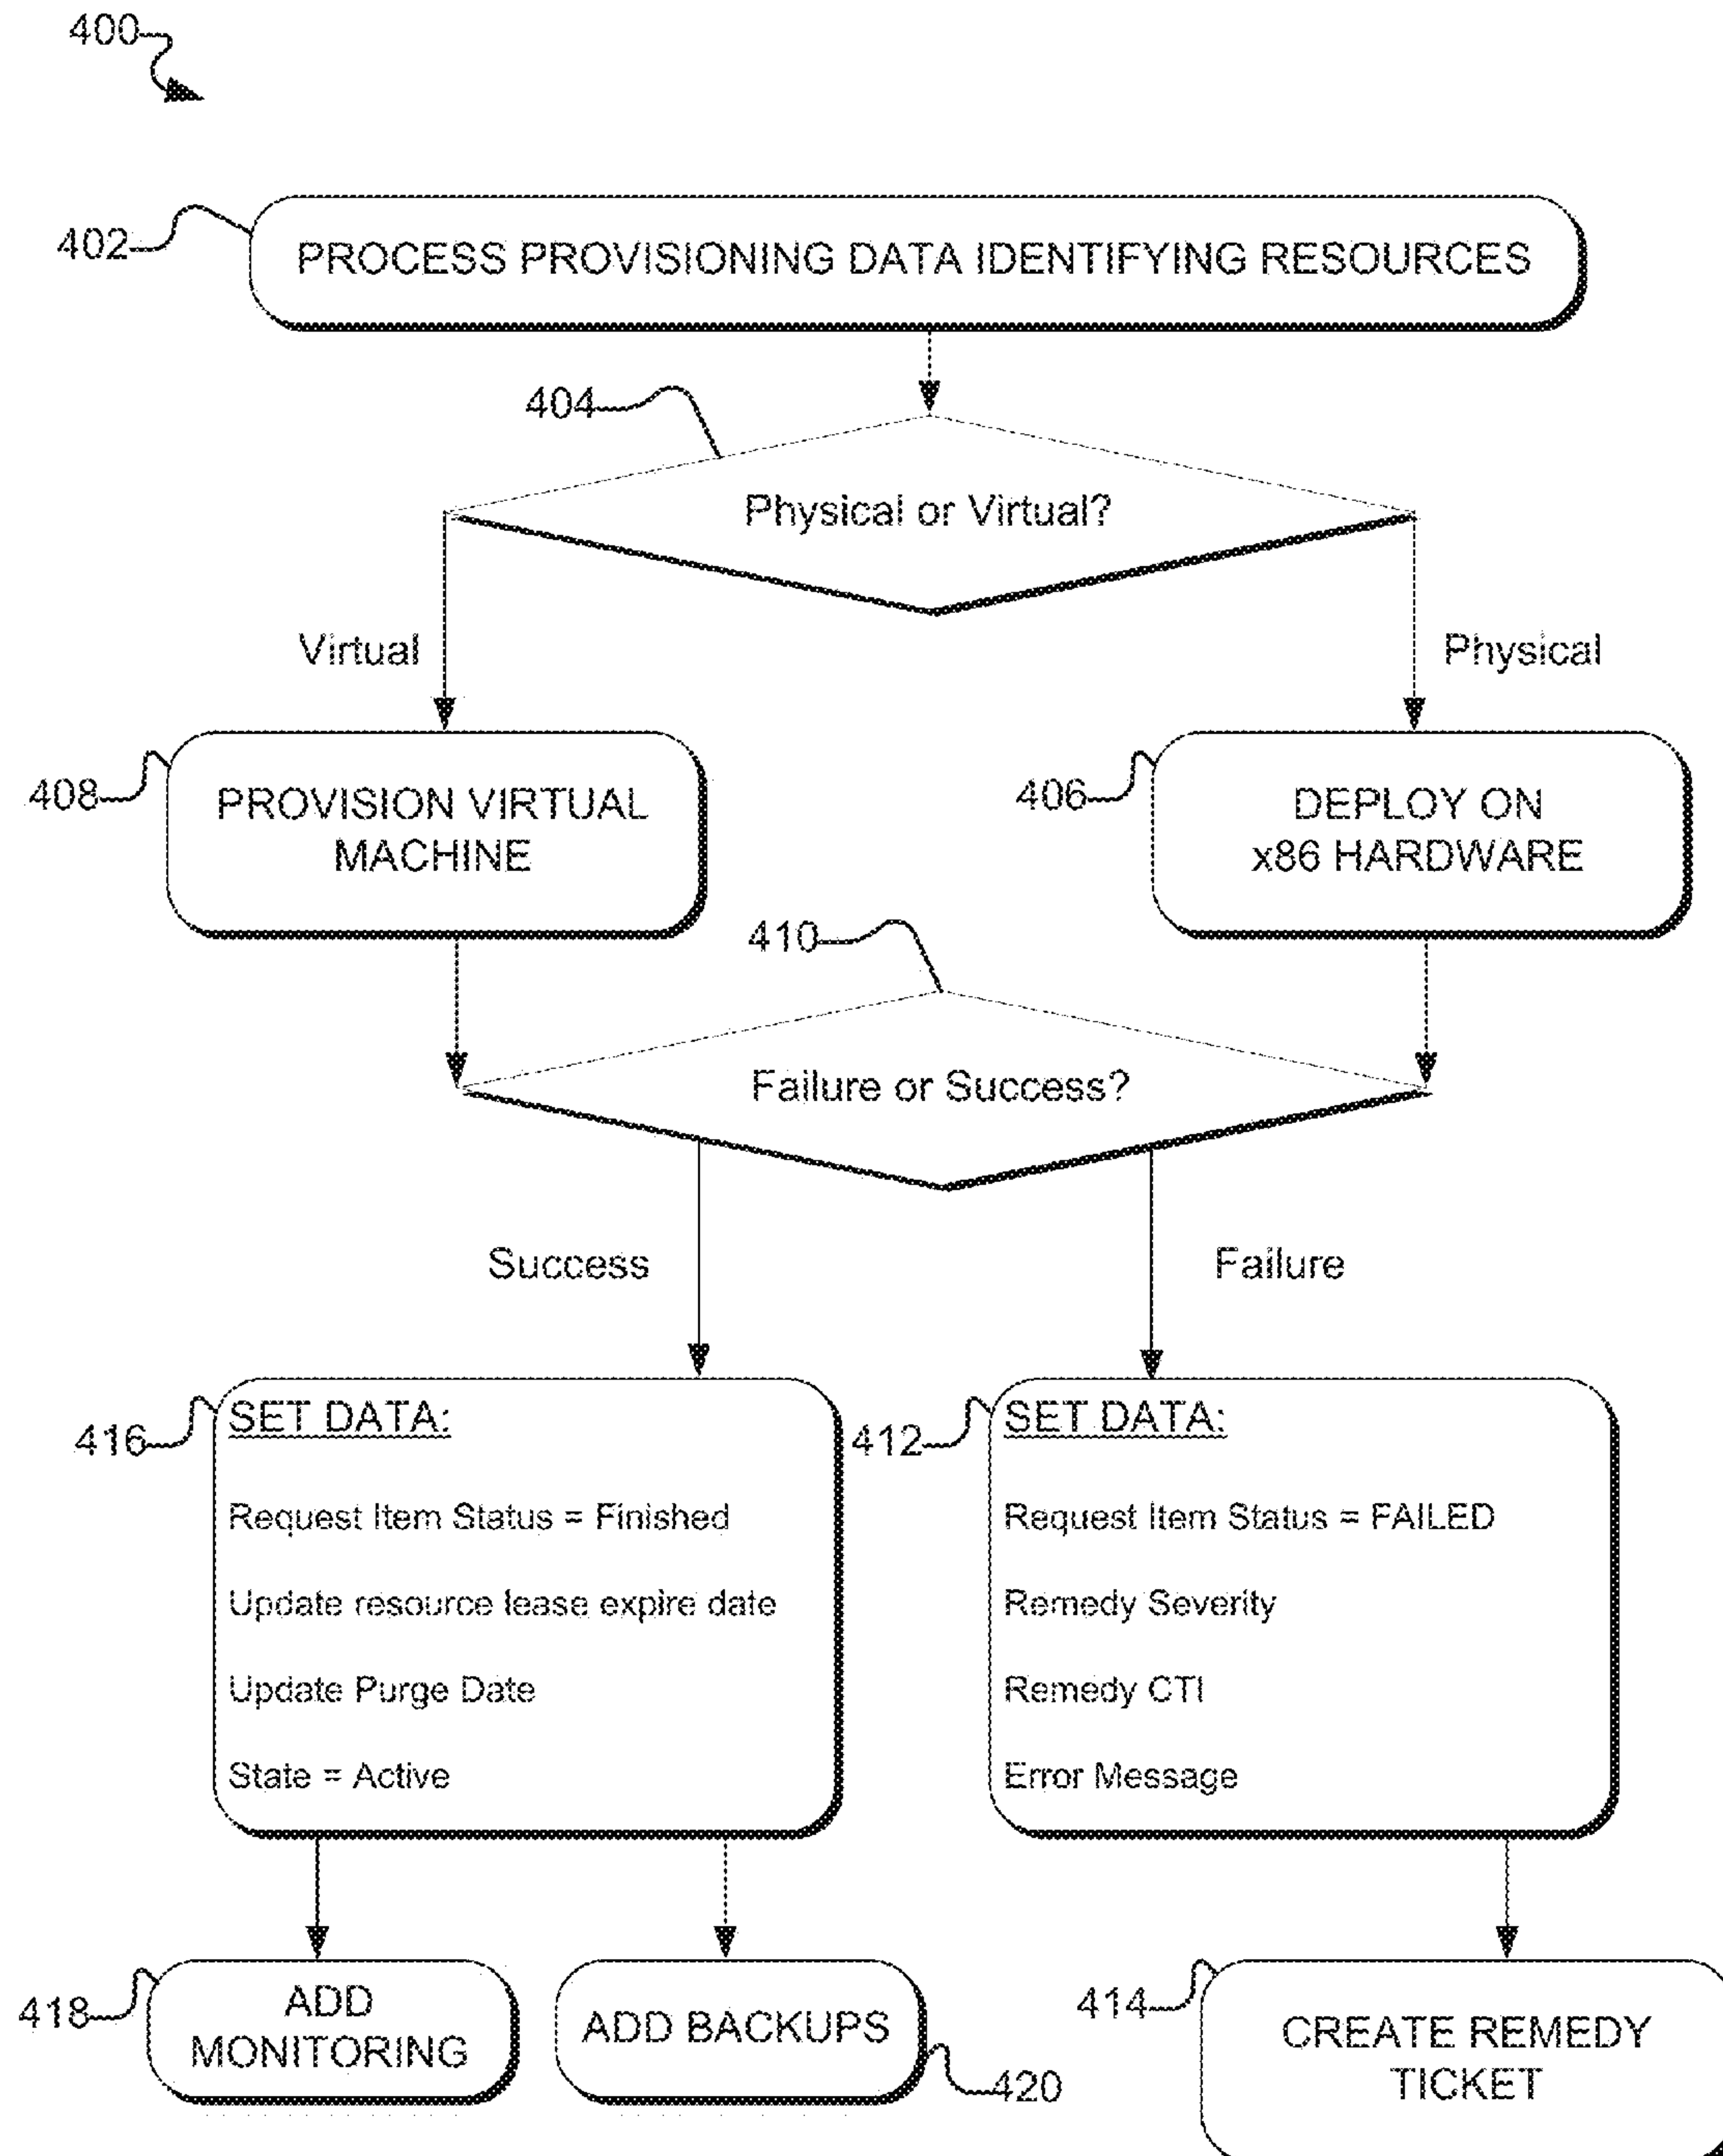 400
402
PROCESS PROVISIONING DATA IDENTIFYING RESOURCES
404
Physical or Virtual?
Virtual
Physical
408
PROVISION VIRTUAL
MACHINE
406
DEPLOY ON
x86 HARDWARE
410
Failure or Success?
Success
Failure
416
SET DATA:
Request Item Status = Finished
Update resource lease expire date
Update Purge Date
State = Active
412
SET DATA:
Request Item Status = FAILED
Remedy Severity
Remedy CTI
Error Message
418
ADD
MONITORING
ADD BACKUPS
420
414
CREATE REMEDY
TICKET